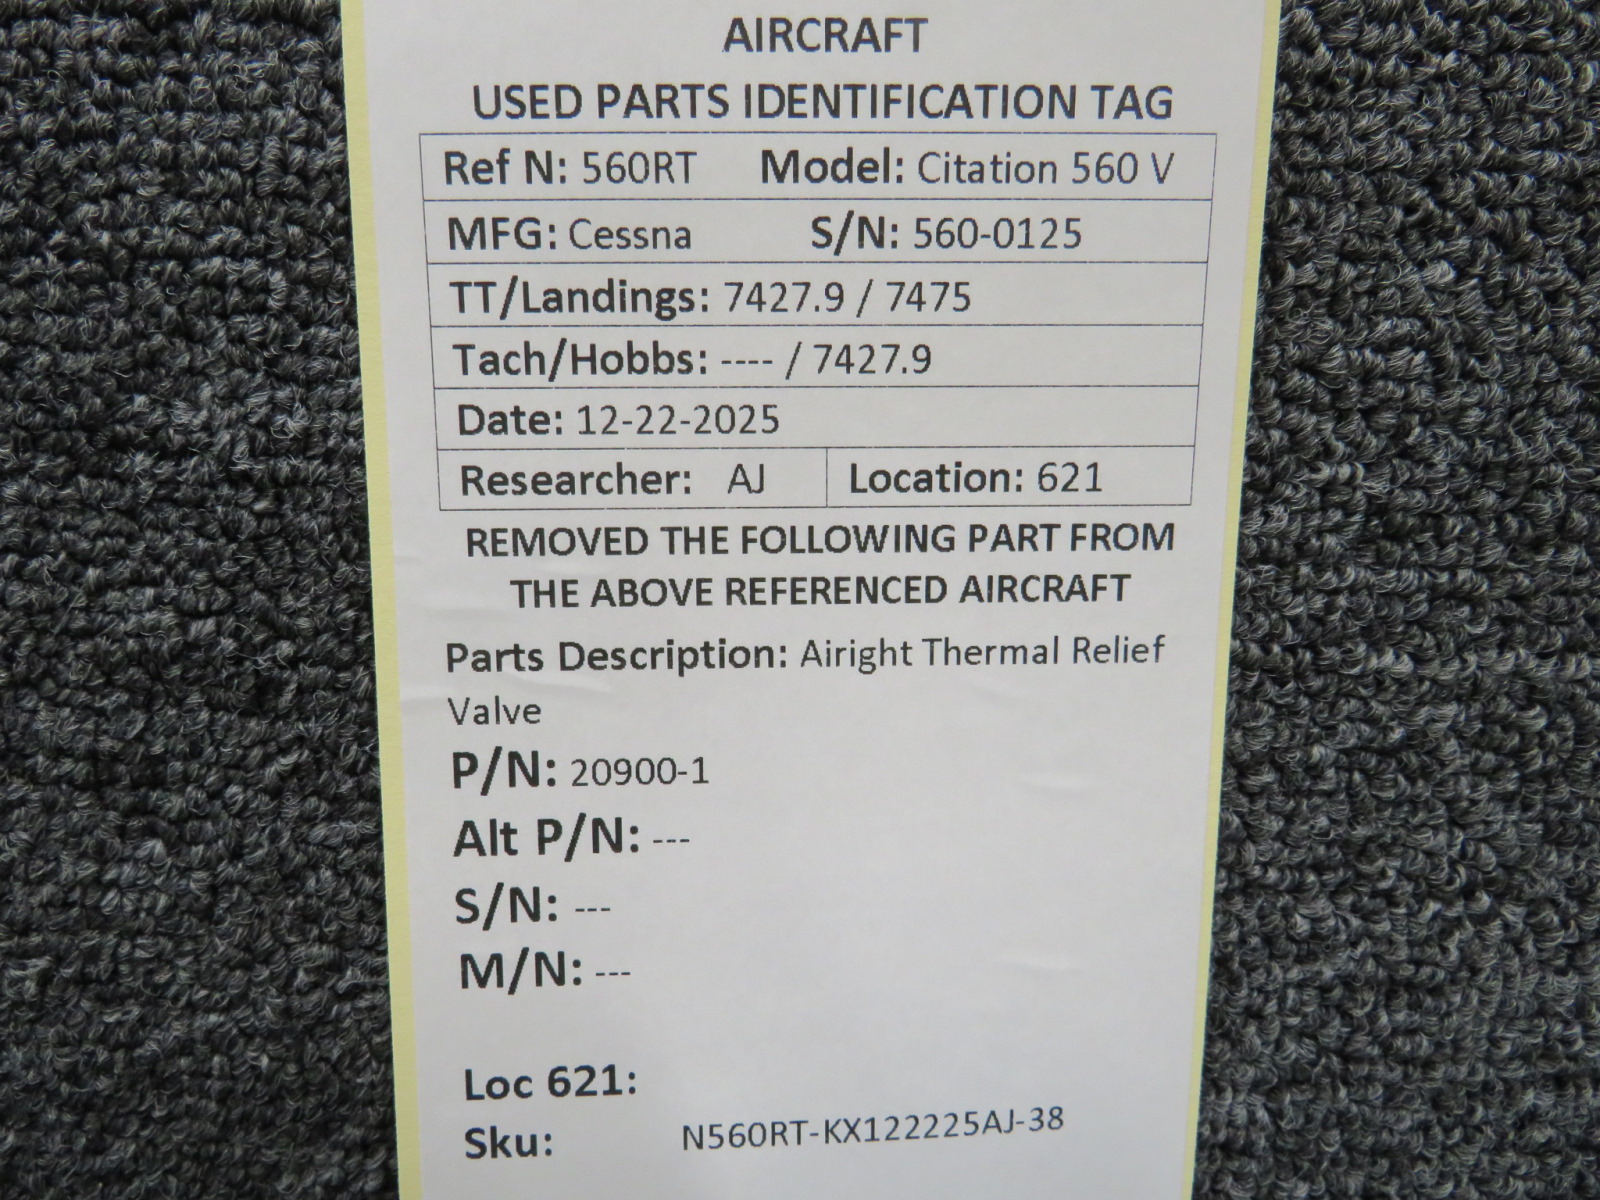 AIRCRAFT
USED PARTS IDENTIFICATION TAG
Ref N: 560RT Model: Citation 560 V
MFG: Cessna S/N: 560-0125
TT/Landings: 7427.9 / 7475
Tach/Hobbs: ---- / 7427.9
Date: 12-22-2025
Researcher: AJ Location: 621
REMOVED THE FOLLOWING PART FROM
THE ABOVE REFERENCED AIRCRAFT
Parts Description: Airight Thermal Relief
Valve
P/N: 20900-1
Alt P/N: ---
S/N: ---
M/N: ---
Loc 621:
Sku: N560RT-KX122225AJ-38